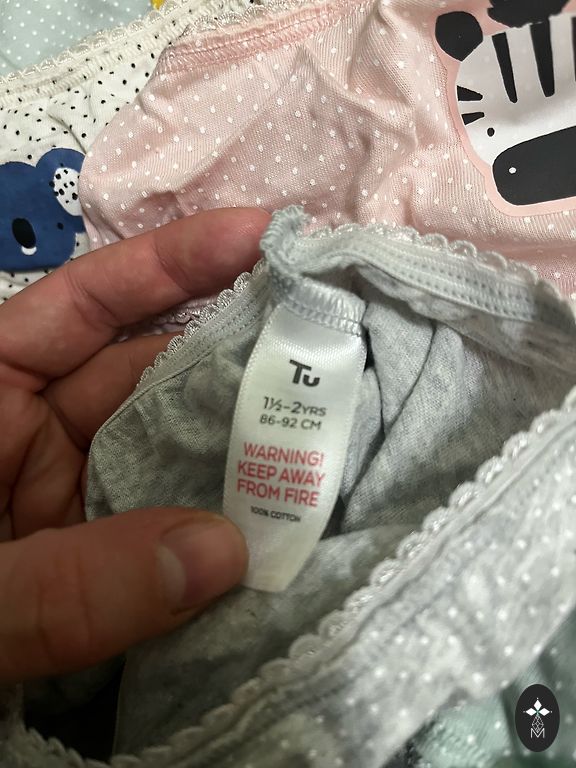 Tu
1½-2YRS
86-92 CM
WARNING!
KEEP AWAY
FROM FIRE
100% COTTON
M